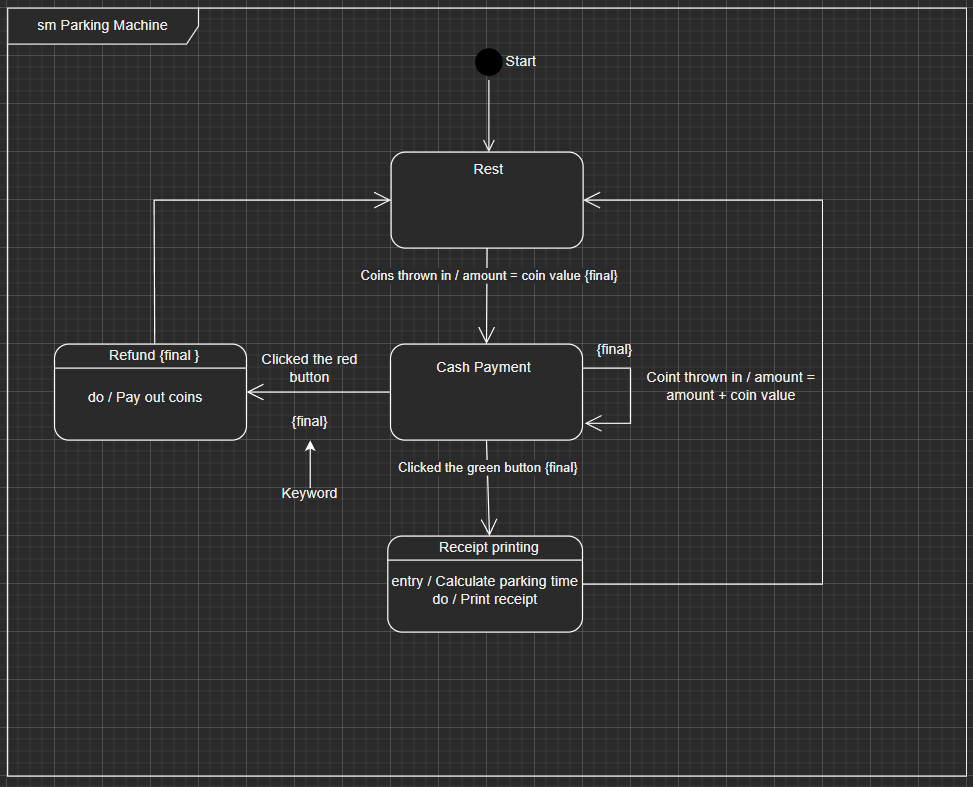 sm Parking Machine
Start
Rest
Coins thrown in / amount = coin value {final}
Refund {final }
do / Pay out coins
Clicked the red
button
{final}
Keyword
Cash Payment
{final}
Coint thrown in / amount =
amount + coin value
Clicked the green button {final}
Receipt printing
entry / Calculate parking time
do / Print receipt